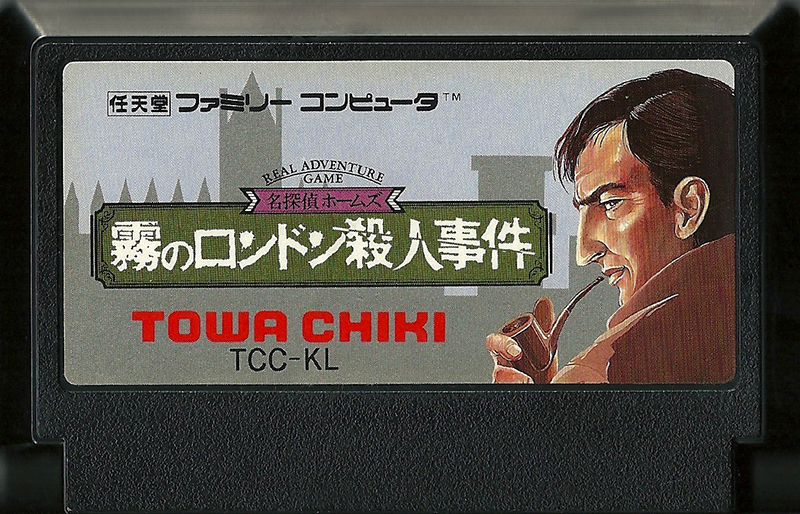 任天堂 ファミリーコンピュータ™
REAL ADVENTURE
GAME
名探偵ホームズ
霧のロンドン殺人事件
TOWA CHIKI
TCC-KL